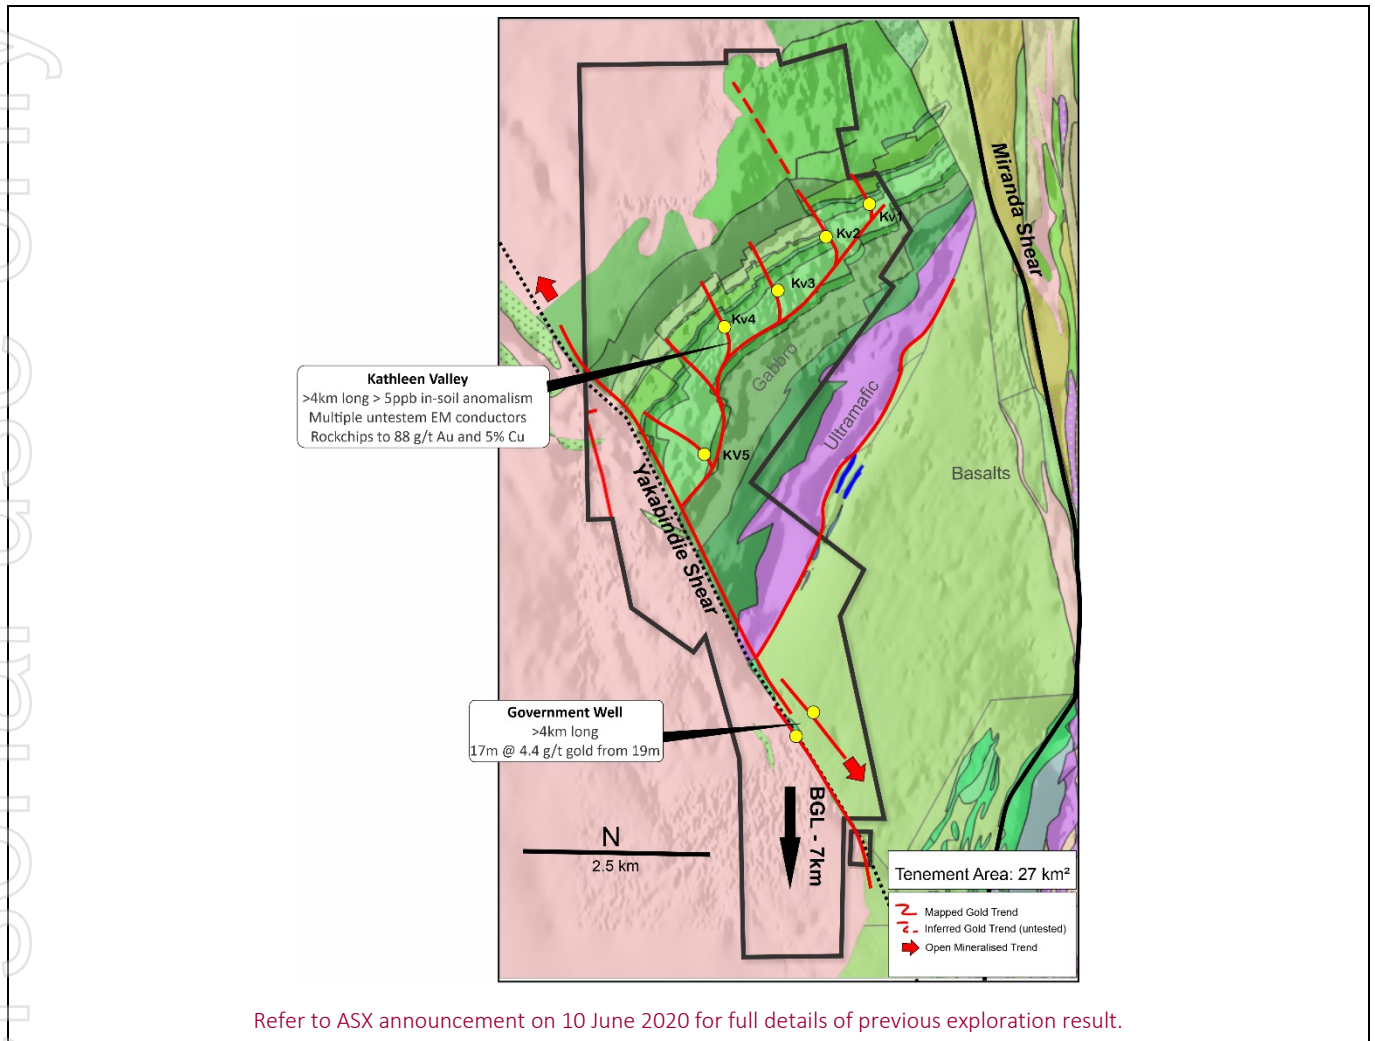 Miranda Shear
Kv1
Kv2
Kv3
Kv4
KV5
Gabbro
Ultramafic
Basalts
Yakabindie Shear
Kathleen Valley
>4km long > 5ppb in-soil anomalism
Multiple untestem EM conductors
Rockchips to 88 g/t Au and 5% Cu
Government Well
>4km long
17m @ 4.4 g/t gold from 19m
BGL - 7km
N
2.5 km
Tenement Area: 27 km²
Mapped Gold Trend
Inferred Gold Trend (untested)
Open Mineralised Trend
Refer to ASX announcement on 10 June 2020 for full details of previous exploration result.